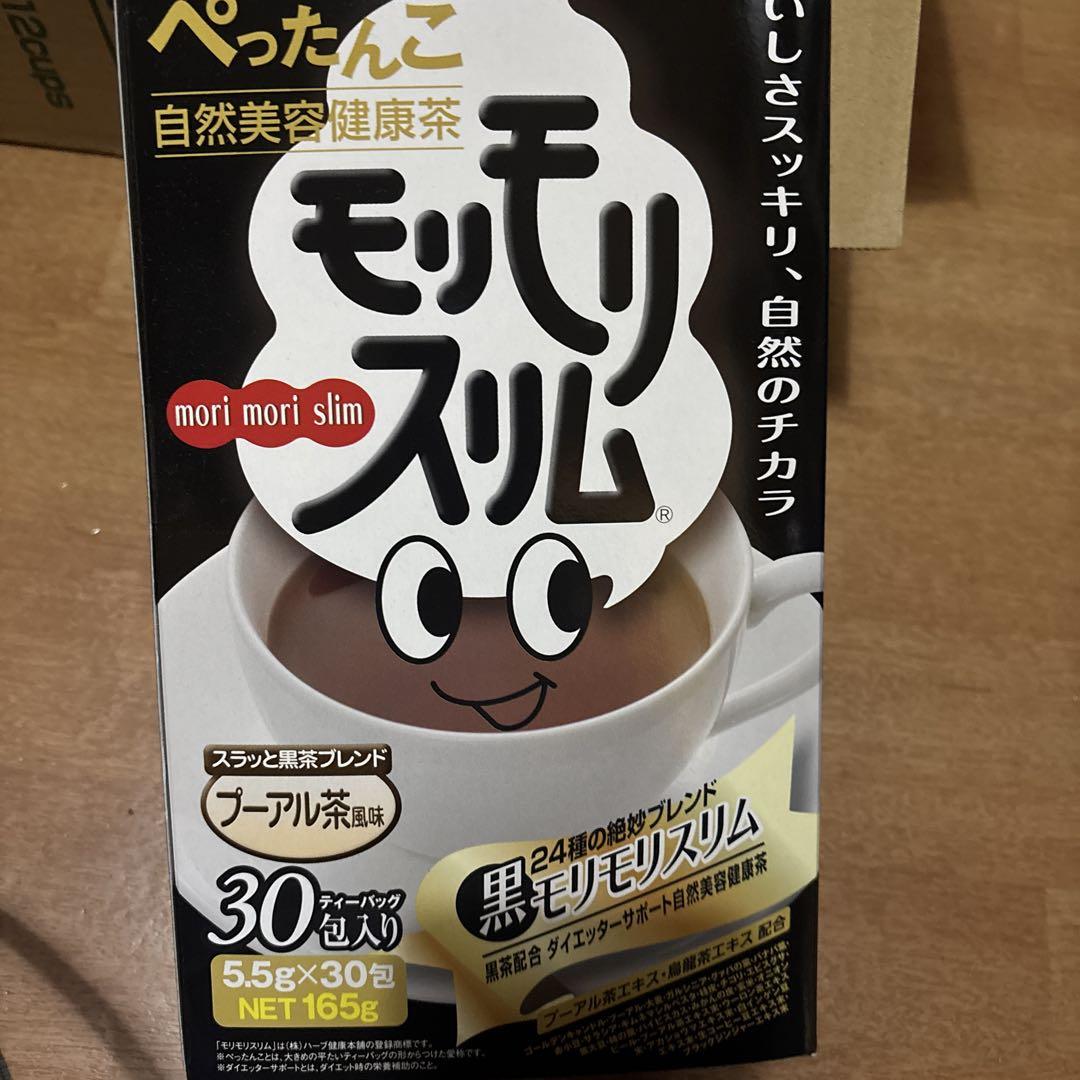 12cups
ぺったんこ
自然美容健康茶
モリモリ
スリム
®
mori mori slim
いしさスッキリ、自然のチカラ
スラッと黒茶ブレンド
プーアル茶風味
30ティーバッグ包入り
5.5g×30包
NET 165g
24種の絶妙ブレンド
黒モリモリスリム
黒茶配合 ダイエッターサポート自然美容健康茶
プーアル茶エキス・烏龍茶エキス 配合
「モリモリスリム」は(株)ハーブ健康本舗の登録商標です。
※ぺったんことは、大きめの平たいティーバッグの形からつけた愛称です。
※ダイエッターサポートとは、ダイエット時の栄養補助のこと。